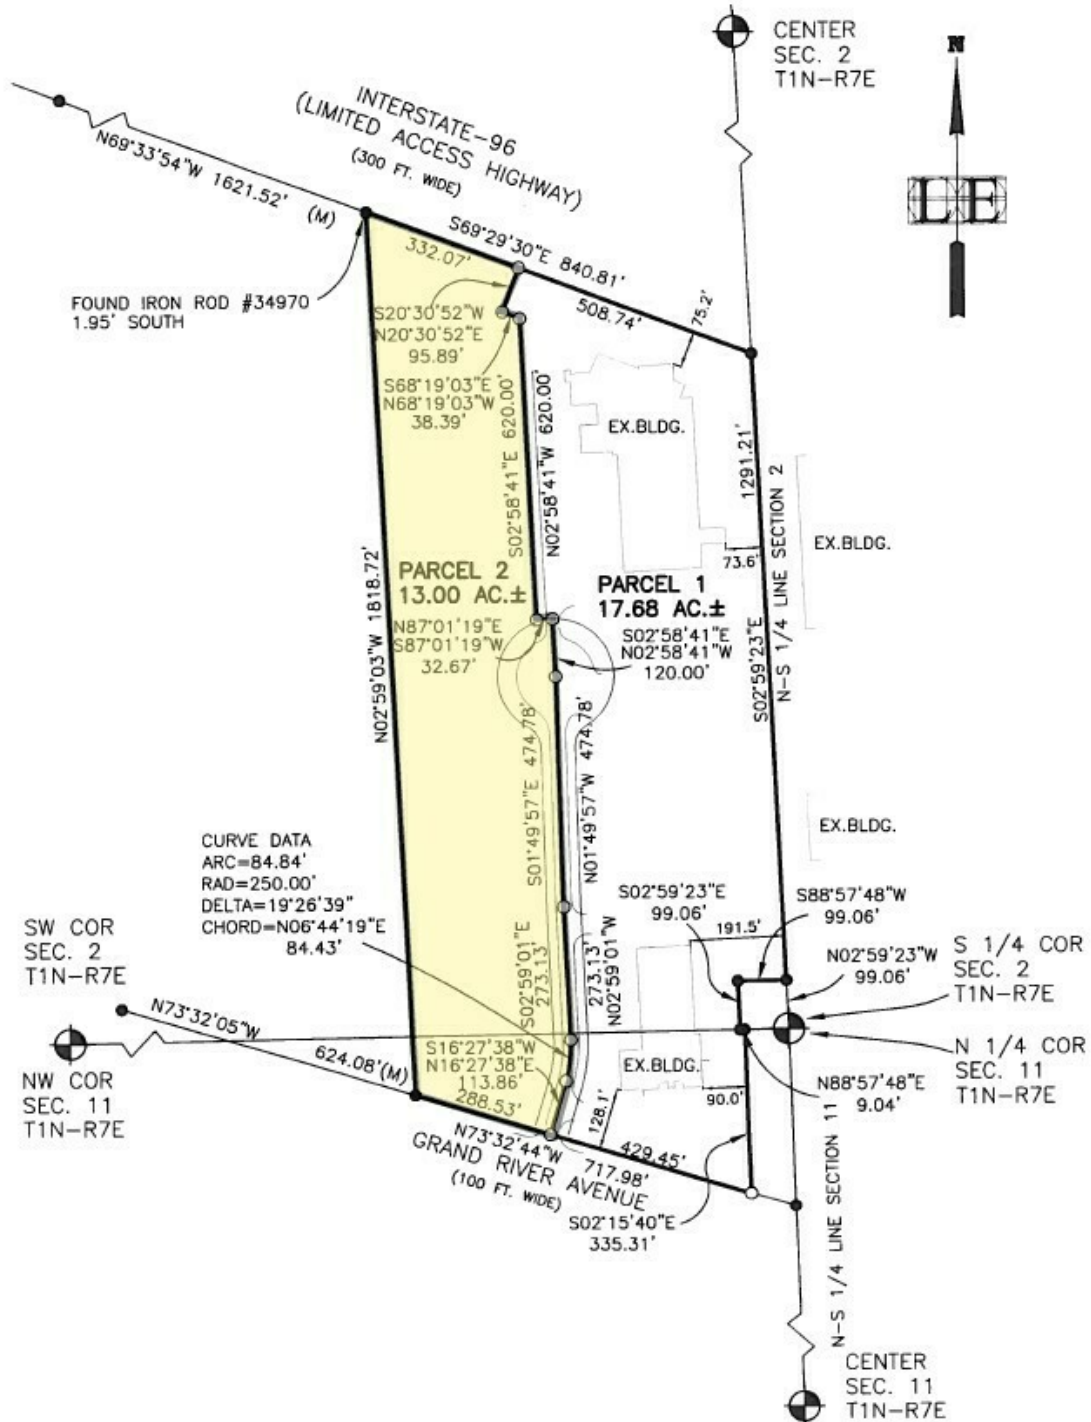 CENTER
SEC. 2
T1N-R7E
N
LE
INTERSTATE-96
(LIMITED ACCESS HIGHWAY)
(300 FT. WIDE)
N69°33'54"W 1621.52' (M)
S69°29'30"E 840.81'
332.07'
508.74'
75.2'
FOUND IRON ROD #34970
1.95' SOUTH
S20°30'52"W
N20°30'52"E
95.89'
S68°19'03"E
N68°19'03"W
38.39'
S02°58'41"E 620.00'
N02°58'41"W 620.00'
EX.BLDG.
1291.21'
N-S 1/4 LINE SECTION 2
EX.BLDG.
73.6'
PARCEL 2
13.00 AC.±
PARCEL 1
17.68 AC.±
N02°59'03"W 1818.72'
N87°01'19"E
S87°01'19"W
32.67'
S02°58'41"E
N02°58'41"W
120.00'
S02°59'23"E
S01°49'57"E 474.78'
N01°49'57"W 474.78'
EX.BLDG.
CURVE DATA
ARC=84.84'
RAD=250.00'
DELTA=19°26'39"
CHORD=N06°44'19"E
84.43'
S02°59'23"E
99.06'
S88°57'48"W
99.06'
191.5'
N02°59'23"W
99.06'
SW COR
SEC. 2
T1N-R7E
S 1/4 COR
SEC. 2
T1N-R7E
S02°59'01"E
273.13'
273.13'
N02°59'01"W
N73°32'05"W
624.08'(M)
NW COR
SEC. 11
T1N-R7E
S16°27'38"W
N16°27'38"E
113.86'
288.53'
EX.BLDG.
N 1/4 COR
SEC. 11
T1N-R7E
N88°57'48"E
9.04'
90.0'
128.1'
N73°32'44"W
717.98'
429.45'
GRAND RIVER AVENUE
(100 FT. WIDE)
S02°15'40"E
335.31'
N-S 1/4 LINE SECTION 11
CENTER
SEC. 11
T1N-R7E